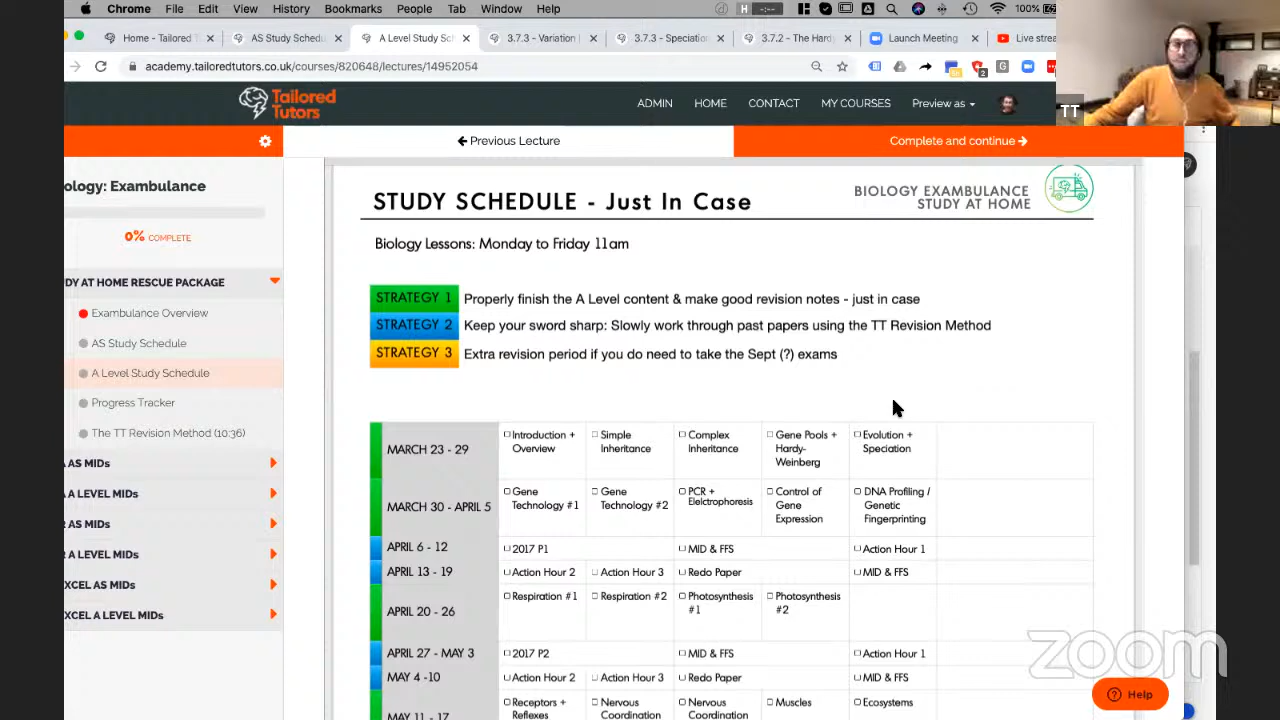 Chrome File Edit View History Bookmarks People Tab Window Help
H --:-- 100%
Home - Tailored AS Study Schedu A Level Study Sch 3.7.3 - Variation 3.7.3 - Speciation 3.7.2 - The Hardy Launch Meeting Live stream
academy.tailoredtutors.co.uk/courses/820648/lectures/14952054
TT
Tailored
Tutors
ADMIN HOME CONTACT MY COURSES Preview as
Previous Lecture
Complete and continue
ology: Exambulance
0% COMPLETE
DY AT HOME RESCUE PACKAGE
Exambulance Overview
AS Study Schedule
A Level Study Schedule
Progress Tracker
The TT Revision Method (10:36)
A AS MIDs
A A LEVEL MIDs
R AS MIDs
R A LEVEL MIDs
XCEL AS MIDs
XCEL A LEVEL MIDs
STUDY SCHEDULE - Just In Case
BIOLOGY EXAMBULANCE
STUDY AT HOME
Biology Lessons: Monday to Friday 11am
STRATEGY 1 Properly finish the A Level content & make good revision notes - just in case
STRATEGY 2 Keep your sword sharp: Slowly work through past papers using the TT Revision Method
STRATEGY 3 Extra revision period if you do need to take the Sept (?) exams
MARCH 23 - 29
Introduction +
Overview
Simple
Inheritance
Complex
Inheritance
Gene Pools +
Hardy-
Weinberg
Evolution +
Speciation
MARCH 30 - APRIL 5
Gene
Technology #1
Gene
Technology #2
PCR +
Elelctrophoresis
Control of
Gene
Expression
DNA Profiling /
Genetic
Fingerprinting
APRIL 6 - 12 2017 P1 MID & FFS Action Hour 1
APRIL 13 - 19 Action Hour 2 Action Hour 3 Redo Paper MID & FFS
APRIL 20 - 26
Respiration #1
Respiration #2
Photosynthesis
#1
Photosynthesis
#2
APRIL 27 - MAY 3 2017 P2 MID & FFS Action Hour 1
MAY 4 -10 Action Hour 2 Action Hour 3 Redo Paper MID & FFS
MAY 11 - 17
Receptors +
Reflexes
Nervous
Coordination
Nervous
Coordination
Muscles
Ecosystems
zoom
Help